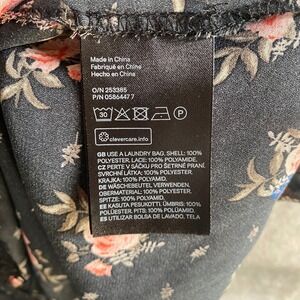 Made in China
Fabriqué en Chine
Hecho en China
O/N 253385
P/N 05864477
30
P
clevercare.info
GB USE A LAUNDRY BAG. SHELL: 100%
POLYESTER. LACE: 100% POLYAMIDE.
CZ PERTE V SÁČKU PRO ŠETRNÉ PRANÍ.
SVRCHNÍ LÁTKA: 100% POLYESTER.
KRAJKA: 100% POLYAMID.
DE WÄSCHEBEUTEL VERWENDEN.
OBERMATERIAL: 100% POLYESTER.
SPITZE: 100% POLYAMID.
EE KASUTA PESUKOTTI. ÜMBRIS: 100%
POLÜESTER. PITS: POLÜAMIID.
ES UTILIZAR BOLSA DE LAVADO, TELA